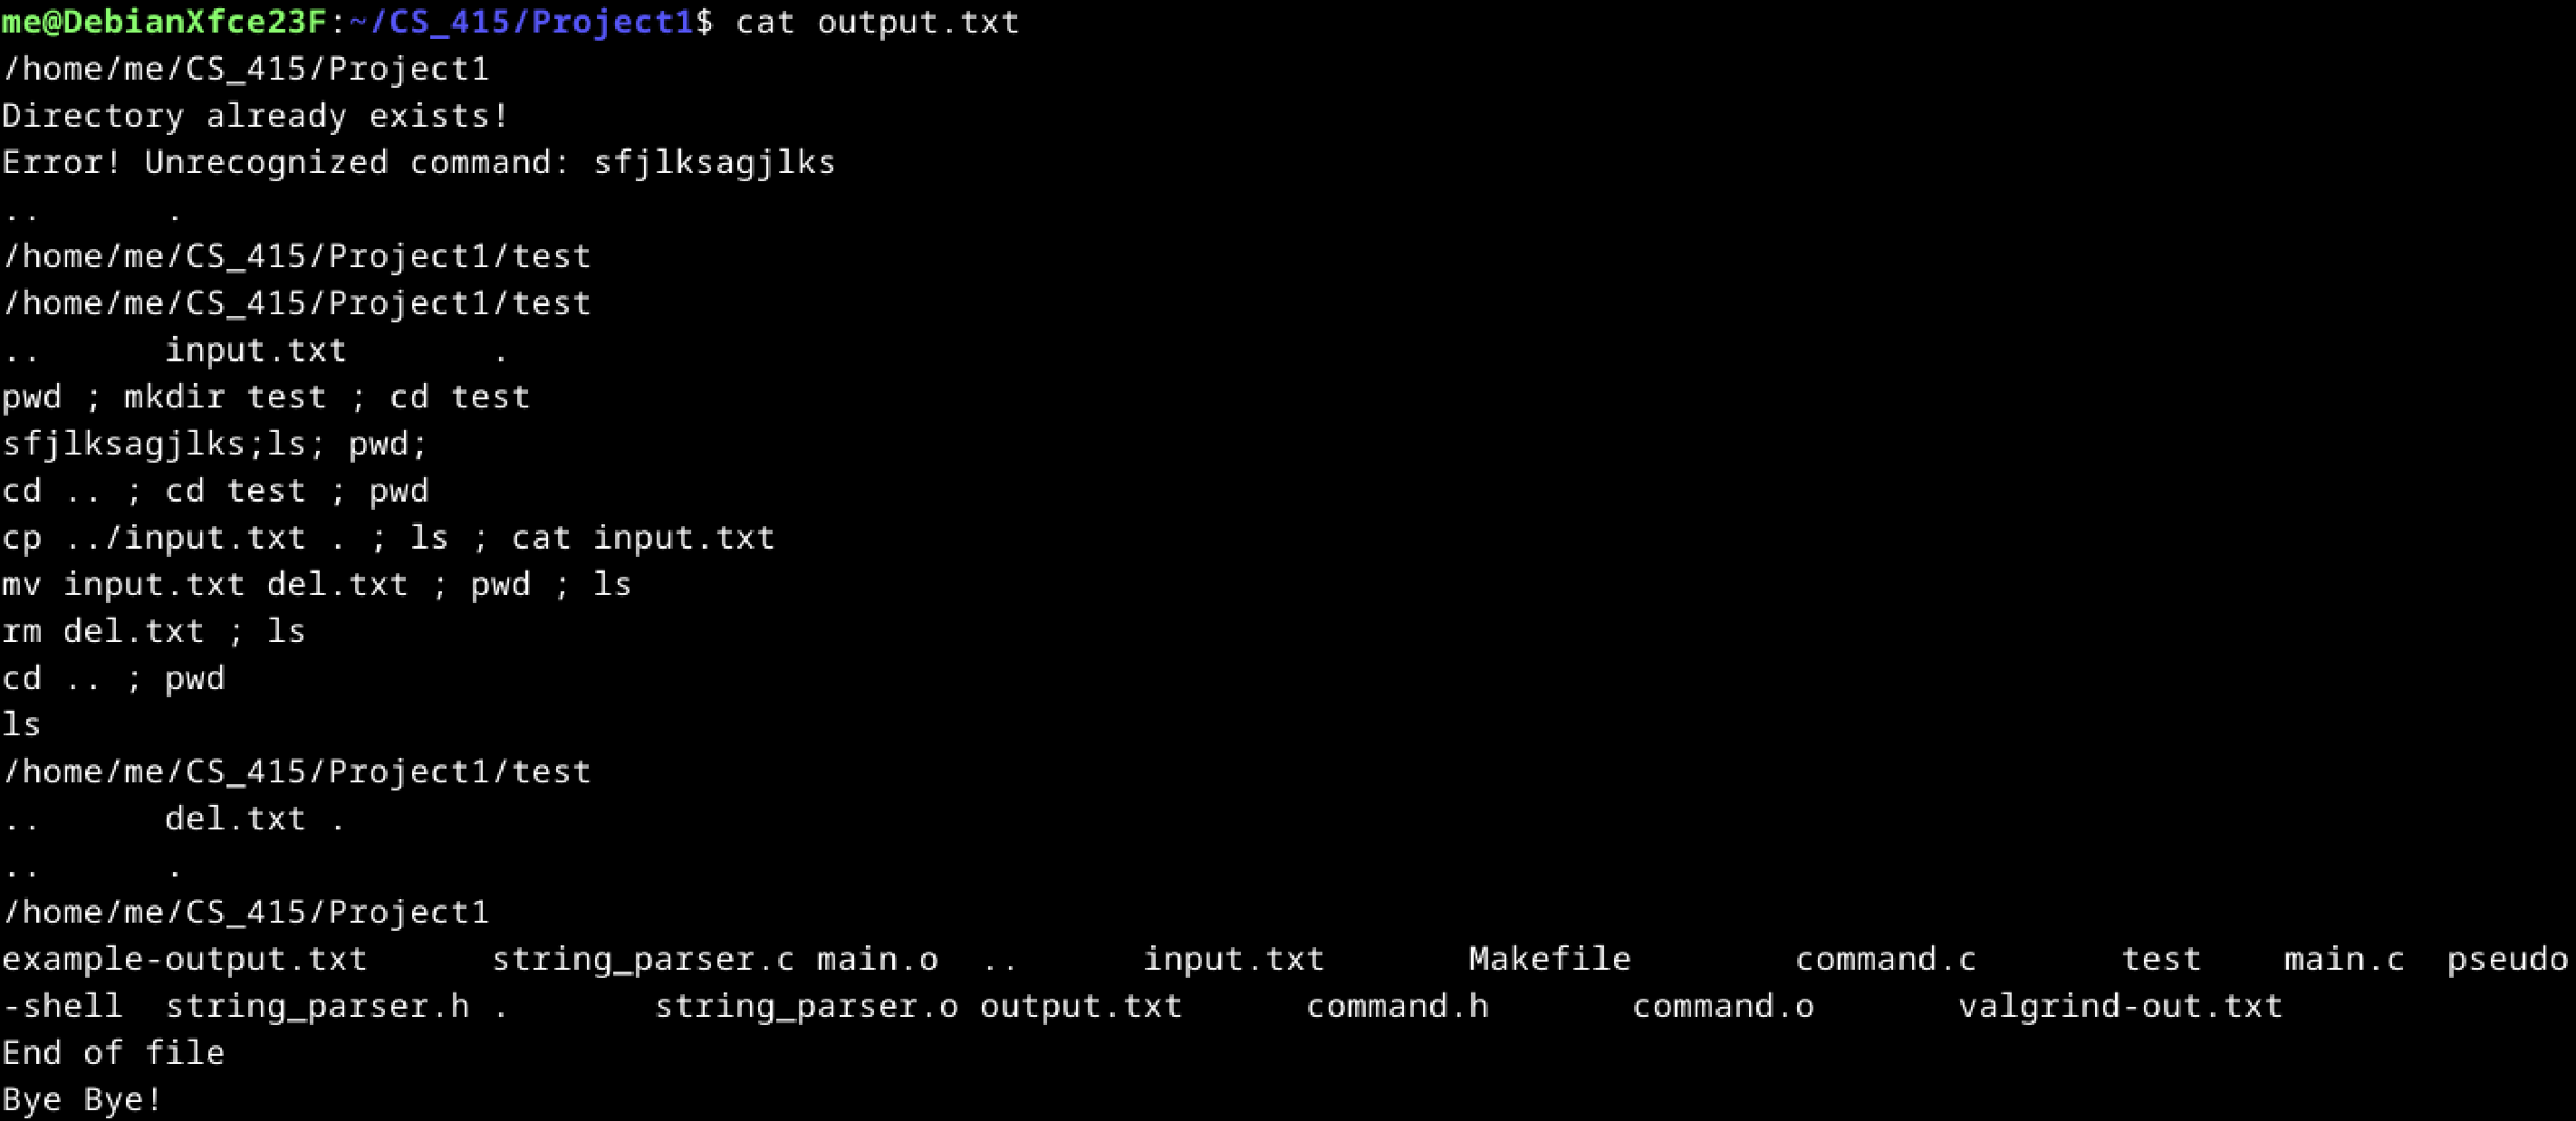 me@DebianXfce23F:~/CS_415/Project1$ cat output.txt
/home/me/CS_415/Project1
Directory already exists!
Error! Unrecognized command: sfjlksagjlks
..      .
/home/me/CS_415/Project1/test
/home/me/CS_415/Project1/test
..      input.txt       .
pwd ; mkdir test ; cd test
sfjlksagjlks;ls; pwd;
cd .. ; cd test ; pwd
cp ../input.txt . ; ls ; cat input.txt
mv input.txt del.txt ; pwd ; ls
rm del.txt ; ls
cd .. ; pwd
ls
/home/me/CS_415/Project1/test
..      del.txt .
..      .
/home/me/CS_415/Project1
example-output.txt      string_parser.c main.o  ..      input.txt       Makefile        command.c       test    main.c  pseudo
-shell  string_parser.h .       string_parser.o output.txt      command.h       command.o       valgrind-out.txt
End of file
Bye Bye!